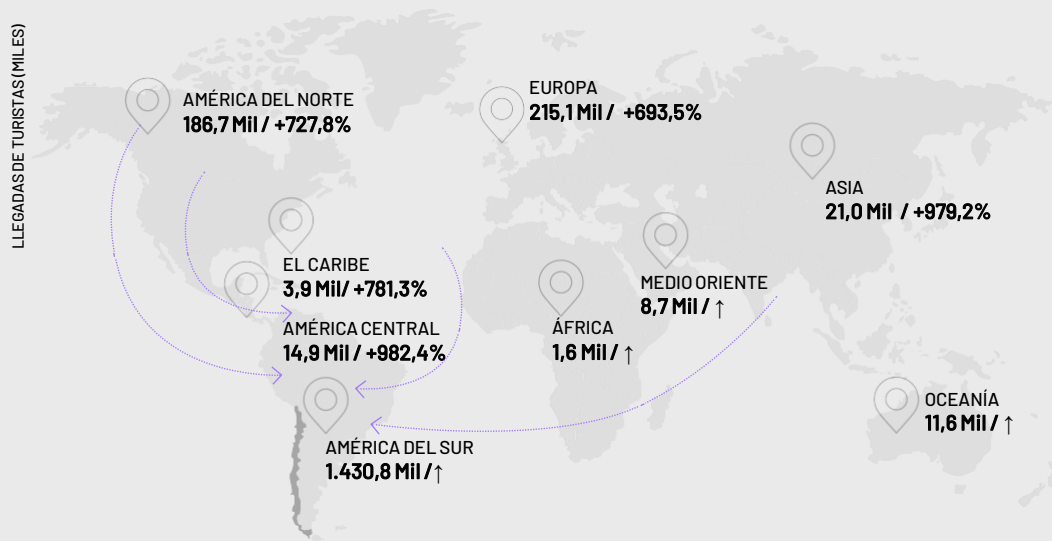 LLEGADAS DE TURISTAS (MILES)
AMÉRICA DEL NORTE
186,7 Mil / +727,8%
EUROPA
215,1 Mil / +693,5%
ASIA
21,0 Mil / +979,2%
EL CARIBE
3,9 Mil/ +781,3%
MEDIO ORIENTE
8,7 Mil / ↑
AMÉRICA CENTRAL
14,9 Mil / +982,4%
ÁFRICA
1,6 Mil / ↑
OCEANÍA
11,6 Mil / ↑
AMÉRICA DEL SUR
1.430,8 Mil /↑